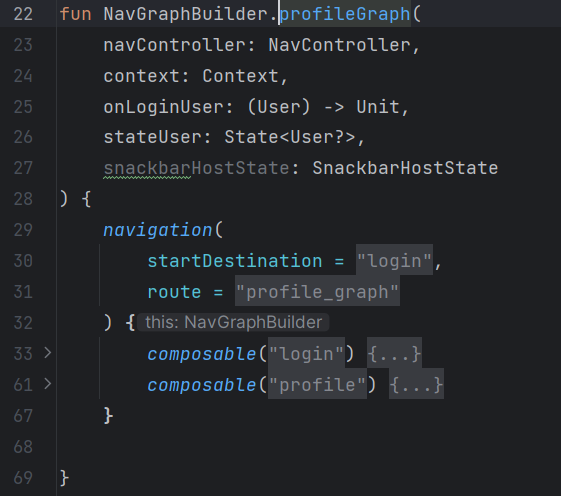 22 fun NavGraphBuilder.profileGraph(
23     navController: NavController,
24     context: Context,
25     onLoginUser: (User) -> Unit,
26     stateUser: State<User?>,
27     snackbarHostState: SnackbarHostState
28 ) {
29     navigation(
30         startDestination = "login",
31         route = "profile_graph"
32     ) { this: NavGraphBuilder
33         composable("login") {...}
61         composable("profile") {...}
67     }
68
69 }